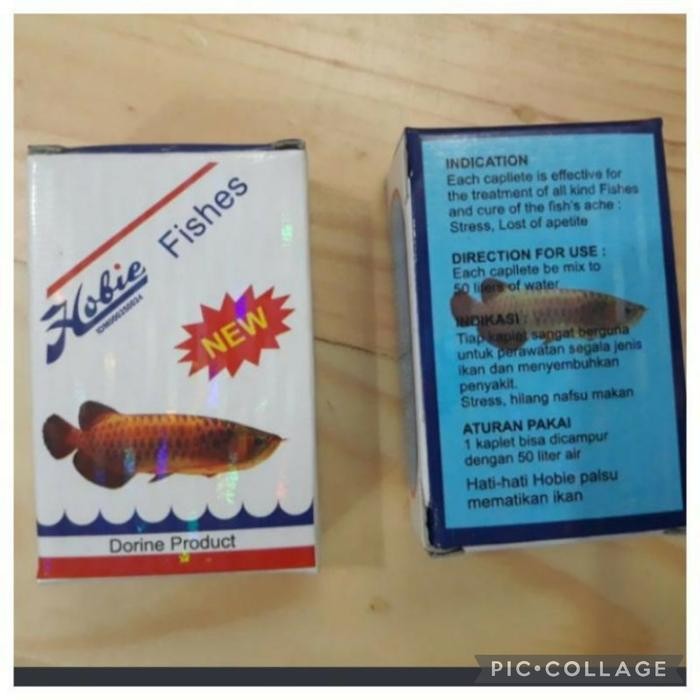 Fishes
Hobie
IDM000250034
NEW
Dorine Product
INDICATION
Each capliete is effective for
the treatment of all kind Fishes
and cure of the fish's ache :
Stress, Lost of apetite
DIRECTION FOR USE :
Each capllete be mix to
50 liters of water
INDIKASI :
Tiap kaplet sangat berguna
untuk perawatan segala jenis
ikan dan menyembuhkan
penyakit.
Stress, hilang nafsu makan
ATURAN PAKAI
1 kaplet bisa dicampur
dengan 50 liter air
Hati-hati Hobie palsu
mematikan ikan
PIC•COLLAGE